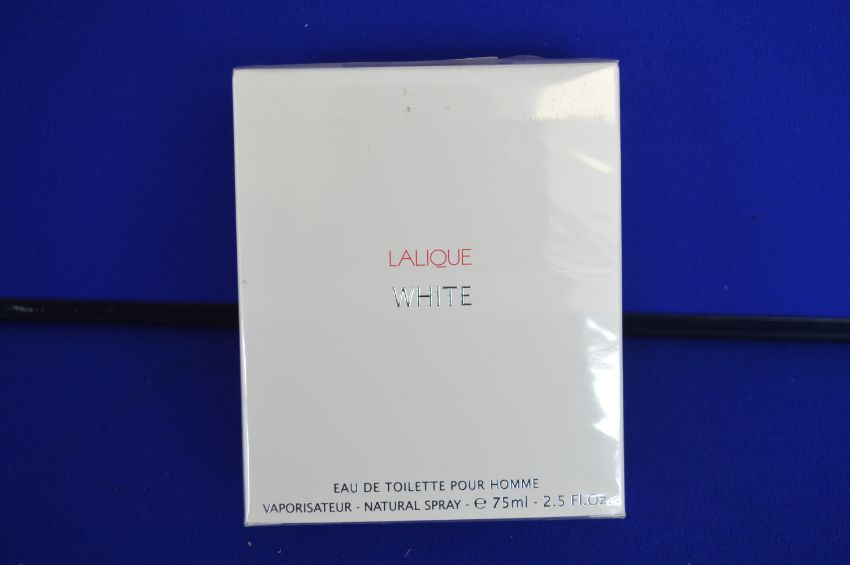 LALIQUE
WHITE
EAU DE TOILETTE POUR HOMME
VAPORISATEUR - NATURAL SPRAY - ℮ 75ml - 2.5 Fl.Oz.